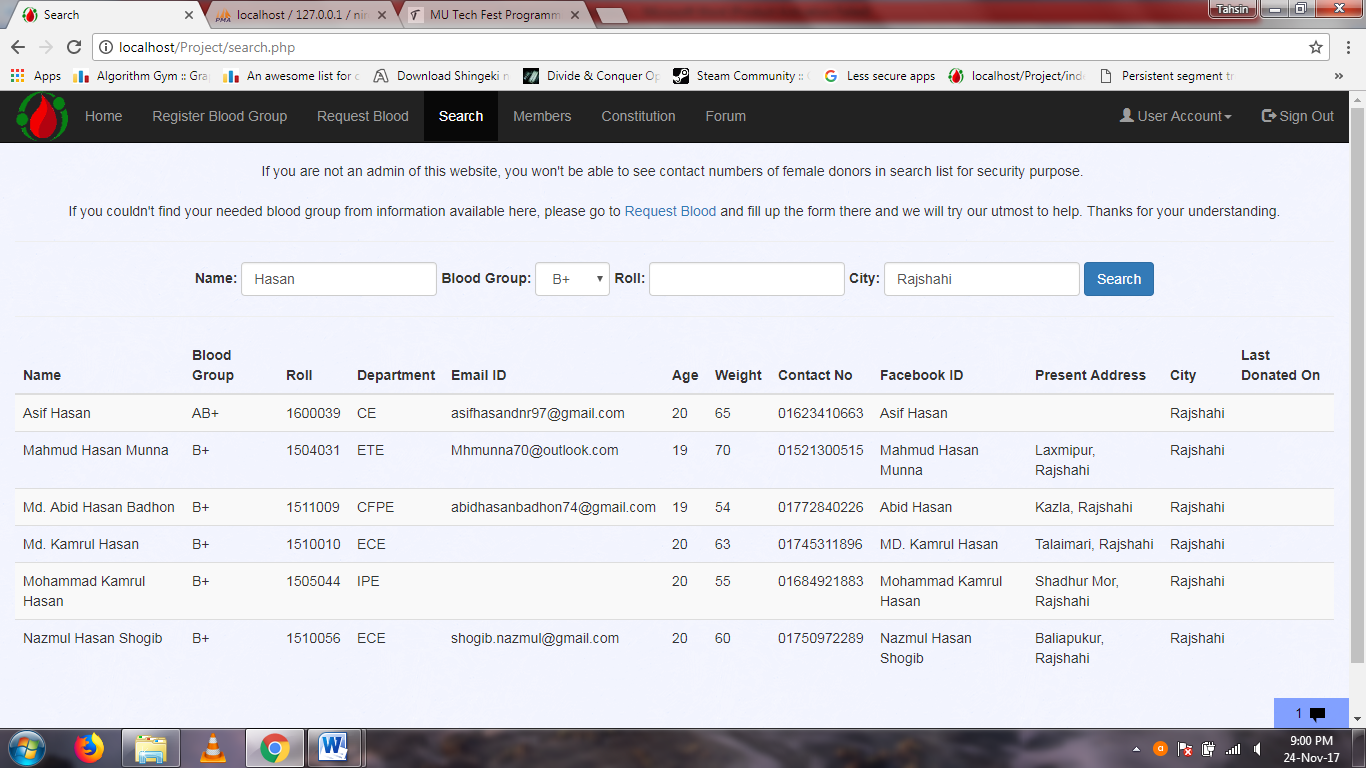 Search
localhost / 127.0.0.1 / nin
MU Tech Fest Programm
Tahsin
localhost/Project/search.php
Apps Algorithm Gym :: Gra An awesome list for c Download Shingeki n Divide & Conquer Op Steam Community :: G Less secure apps localhost/Project/inde Persistent segment tr »
Home Register Blood Group Request Blood Search Members Constitution Forum User Account Sign Out
If you are not an admin of this website, you won't be able to see contact numbers of female donors in search list for security purpose.
If you couldn't find your needed blood group from information available here, please go to Request Blood and fill up the form there and we will try our utmost to help. Thanks for your understanding.
Name: Hasan Blood Group: B+ Roll: City: Rajshahi Search
Name Blood Group Roll Department Email ID Age Weight Contact No Facebook ID Present Address City Last Donated On
Asif Hasan AB+ 1600039 CE asifhasandnr97@gmail.com 20 65 01623410663 Asif Hasan Rajshahi
Mahmud Hasan Munna B+ 1504031 ETE Mhmunna70@outlook.com 19 70 01521300515 Mahmud Hasan Munna Laxmipur, Rajshahi Rajshahi
Md. Abid Hasan Badhon B+ 1511009 CFPE abidhasanbadhon74@gmail.com 19 54 01772840226 Abid Hasan Kazla, Rajshahi Rajshahi
Md. Kamrul Hasan B+ 1510010 ECE 20 63 01745311896 MD. Kamrul Hasan Talaimari, Rajshahi Rajshahi
Mohammad Kamrul Hasan B+ 1505044 IPE 20 55 01684921883 Mohammad Kamrul Hasan Shadhur Mor, Rajshahi Rajshahi
Nazmul Hasan Shogib B+ 1510056 ECE shogib.nazmul@gmail.com 20 60 01750972289 Nazmul Hasan Shogib Baliapukur, Rajshahi Rajshahi
1
9:00 PM
24-Nov-17